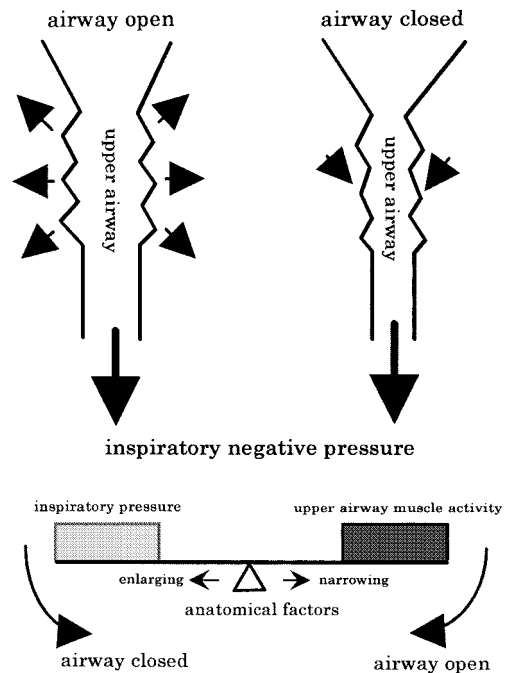 airway open
airway closed
upper airway
upper airway
inspiratory negative pressure
inspiratory pressure
upper airway muscle activity
enlarging
narrowing
anatomical factors
airway closed
airway open